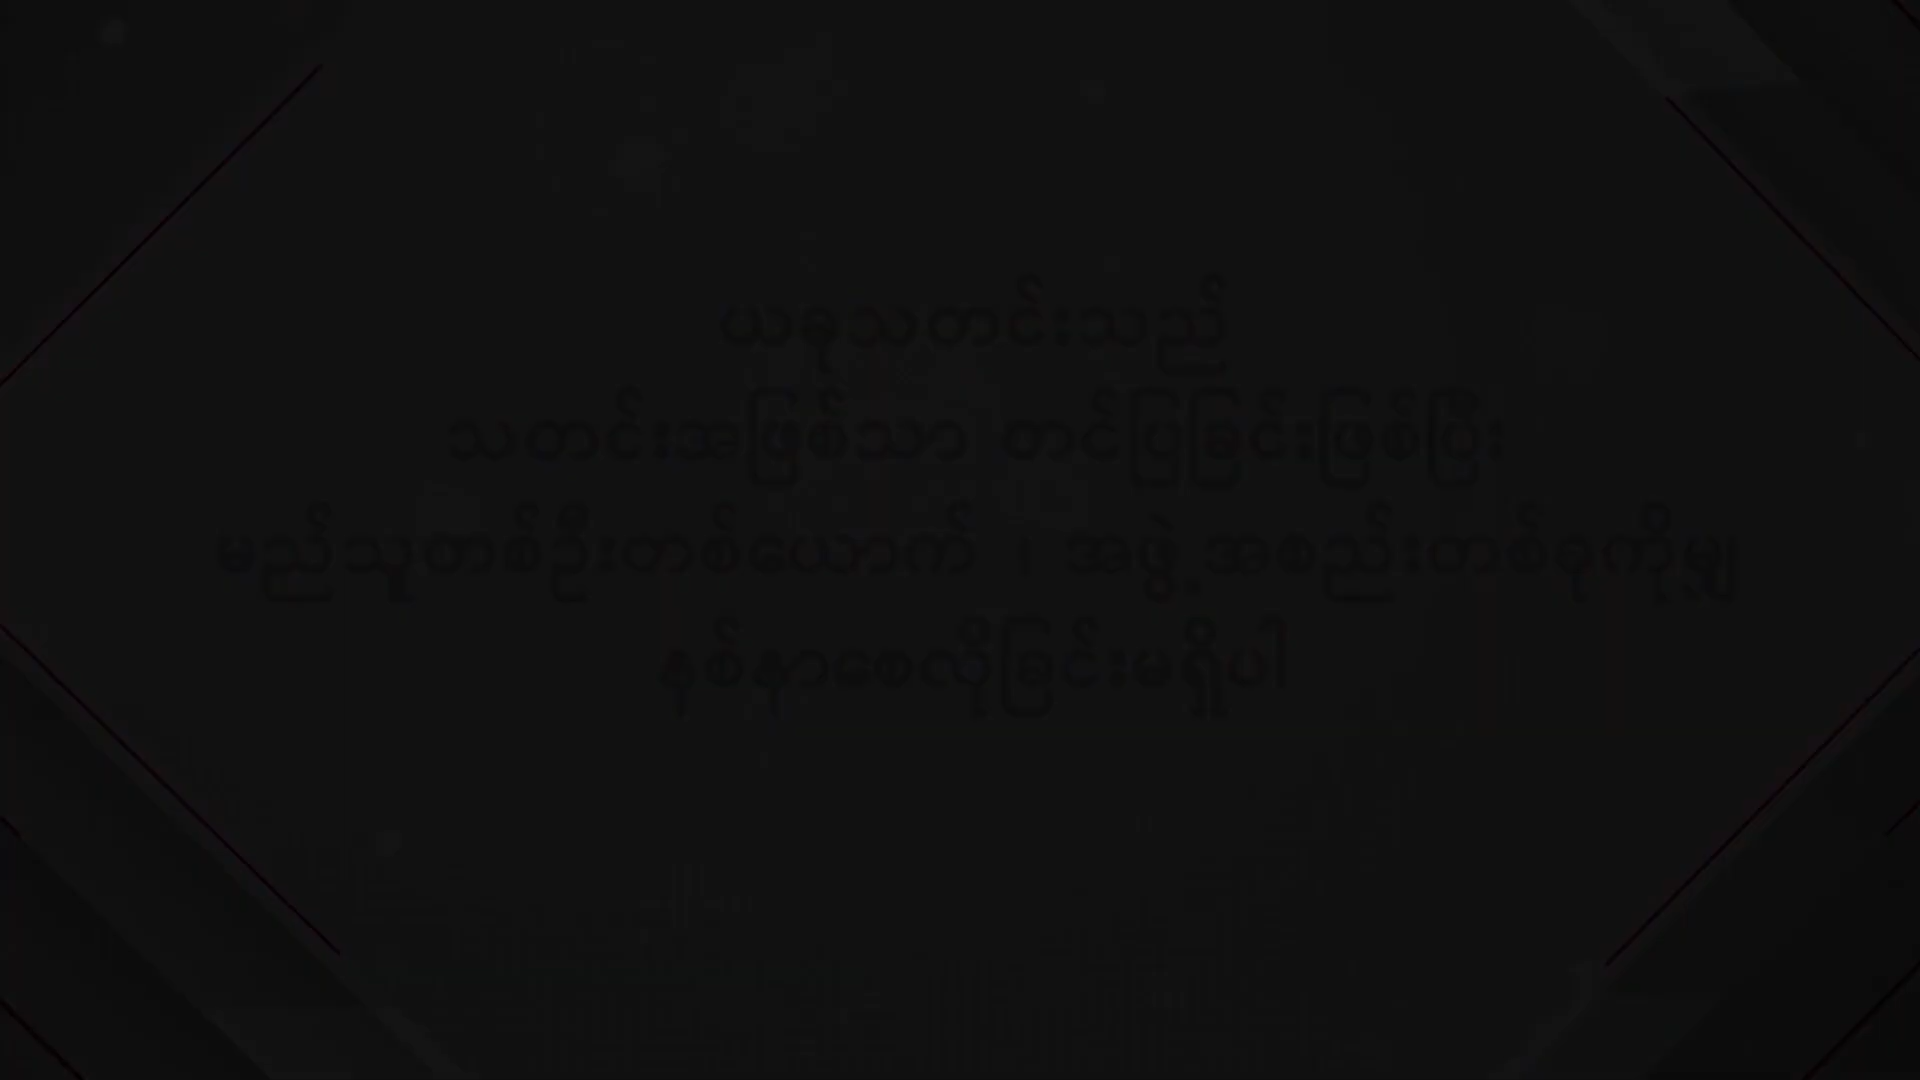 ယခုသတင်းသည်
သတင်းအဖြစ်သာ တင်ပြခြင်းဖြစ်ပြီး
မည်သူတစ်ဦးတစ်ယောက် ၊ အဖွဲ့အစည်းတစ်ခုကိုမျှ
နစ်နာစေလိုခြင်းမရှိပါ